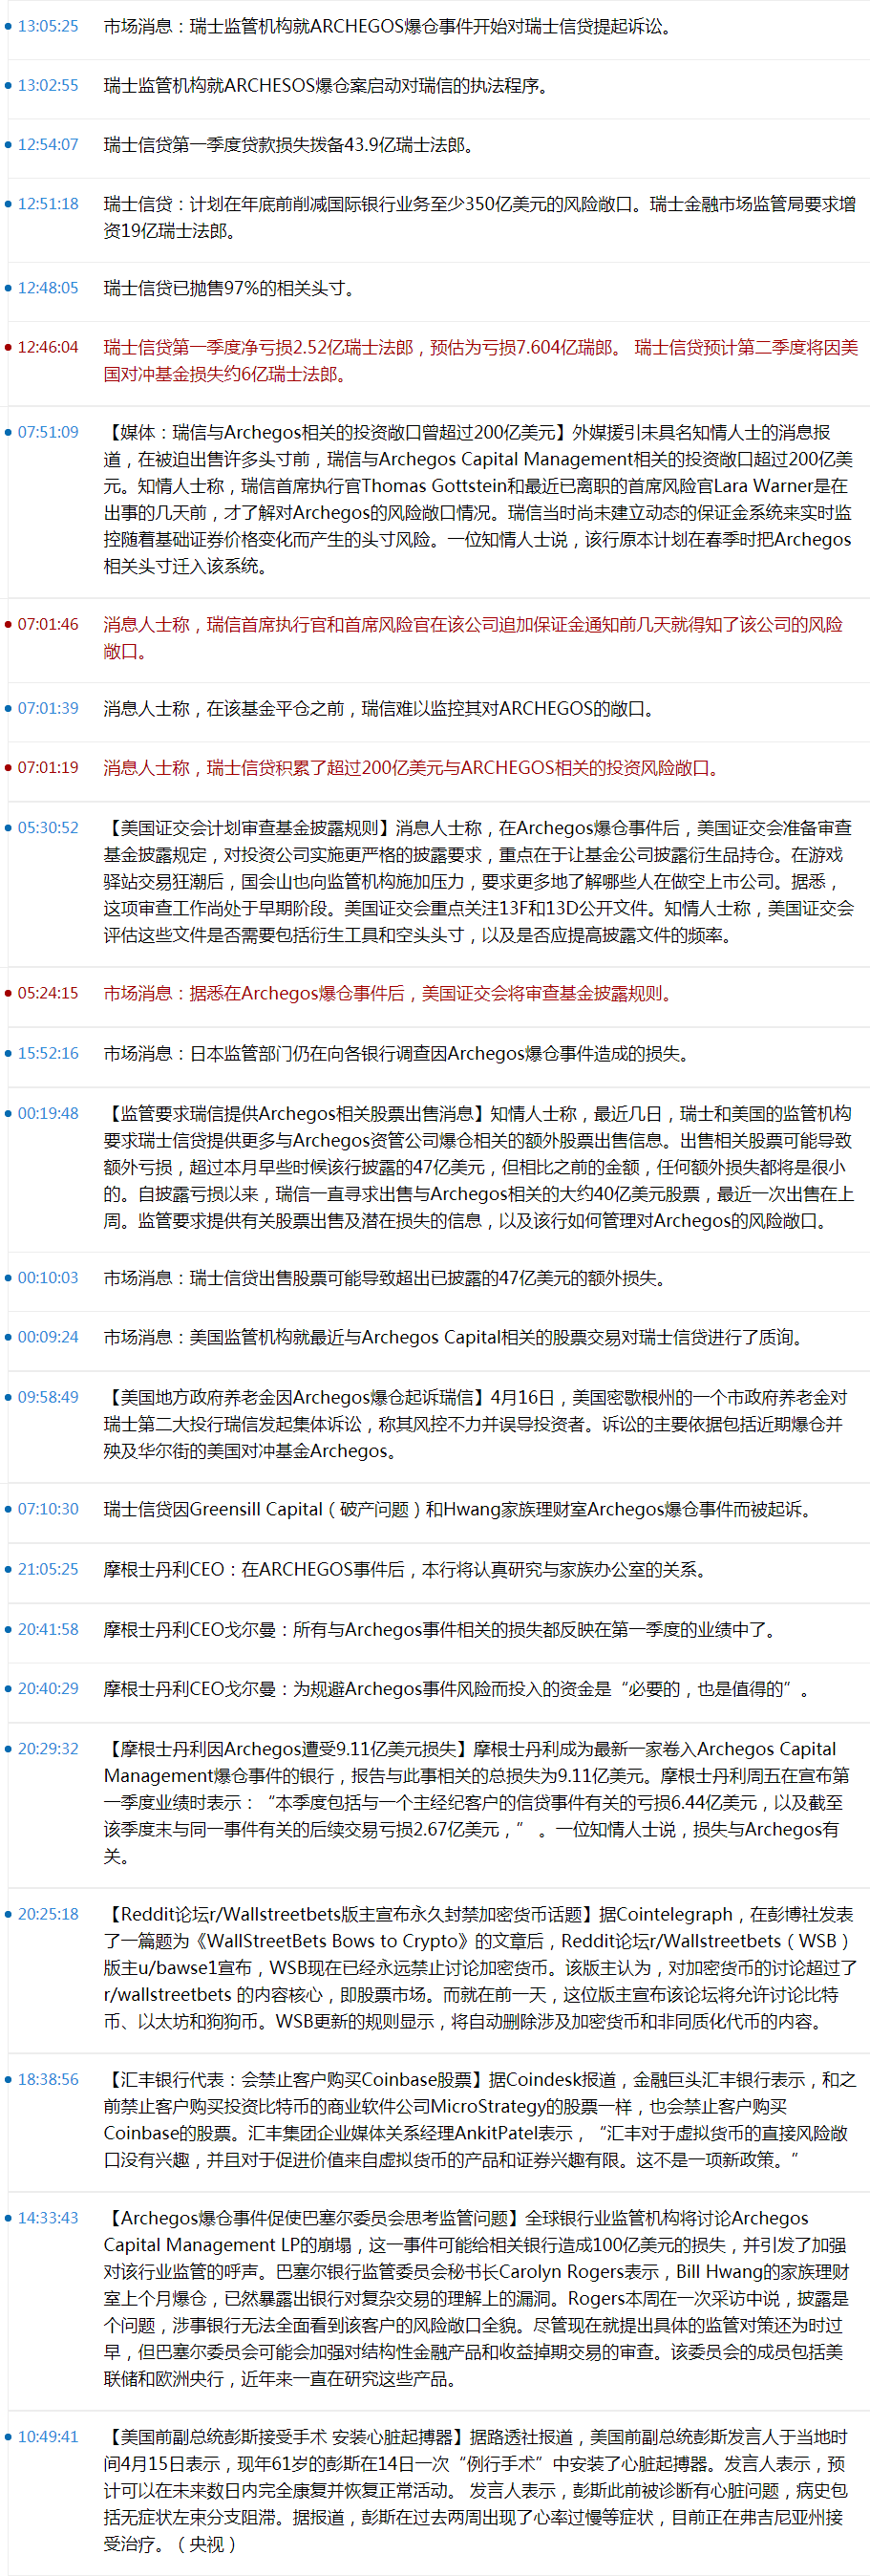 13:05:25 市场消息：瑞士监管机构就ARCHEGOS爆仓事件开始对瑞士信贷提起诉讼。
13:02:55 瑞士监管机构就ARCHESOS爆仓案启动对瑞信的执法程序。
12:54:07 瑞士信贷第一季度贷款损失拨备43.9亿瑞士法郎。
12:51:18 瑞士信贷：计划在年底前削减国际银行业务至少350亿美元的风险敞口。瑞士金融市场监管局要求增
资19亿瑞士法郎。
12:48:05 瑞士信贷已抛售97%的相关头寸。
12:46:04 瑞士信贷第一季度净亏损2.52亿瑞士法郎，预估为亏损7.604亿瑞郎。 瑞士信贷预计第二季度将因美
国对冲基金损失约6亿瑞士法郎。
07:51:09 【媒体：瑞信与Archegos相关的投资敞口曾超过200亿美元】外媒援引未具名知情人士的消息报
道，在被迫出售许多头寸前，瑞信与Archegos Capital Management相关的投资敞口超过200亿美
元。知情人士称，瑞信首席执行官Thomas Gottstein和最近已离职的首席风险官Lara Warner是在
出事的几天前，才了解对Archegos的风险敞口情况。瑞信当时尚未建立动态的保证金系统来实时监
控随着基础证券价格变化而产生的头寸风险。一位知情人士说，该行原本计划在春季时把Archegos
相关头寸迁入该系统。
07:01:46 消息人士称，瑞信首席执行官和首席风险官在该公司追加保证金通知前几天就得知了该公司的风险
敞口。
07:01:39 消息人士称，在该基金平仓之前，瑞信难以监控其对ARCHEGOS的敞口。
07:01:19 消息人士称，瑞士信贷积累了超过200亿美元与ARCHEGOS相关的投资风险敞口。
05:30:52 【美国证交会计划审查基金披露规则】消息人士称，在Archegos爆仓事件后，美国证交会准备审查
基金披露规定，对投资公司实施更严格的披露要求，重点在于让基金公司披露衍生品持仓。在游戏
驿站交易狂潮后，国会山也向监管机构施加压力，要求更多地了解哪些人在做空上市公司。据悉，
这项审查工作尚处于早期阶段。美国证交会重点关注13F和13D公开文件。知情人士称，美国证交会
评估这些文件是否需要包括衍生工具和空头头寸，以及是否应提高披露文件的频率。
05:24:15 市场消息：据悉在Archegos爆仓事件后，美国证交会将审查基金披露规则。
15:52:16 市场消息：日本监管部门仍在向各银行调查因Archegos爆仓事件造成的损失。
00:19:48 【监管要求瑞信提供Archegos相关股票出售消息】知情人士称，最近几日，瑞士和美国的监管机构
要求瑞士信贷提供更多与Archegos资管公司爆仓相关的额外股票出售信息。出售相关股票可能导致
额外亏损，超过本月早些时候该行披露的47亿美元，但相比之前的金额，任何额外损失都将是很小
的。自披露亏损以来，瑞信一直寻求出售与Archegos相关的大约40亿美元股票，最近一次出售在上
周。监管要求提供有关股票出售及潜在损失的信息，以及该行如何管理对Archegos的风险敞口。
00:10:03 市场消息：瑞士信贷出售股票可能导致超出已披露的47亿美元的额外损失。
00:09:24 市场消息：美国监管机构就最近与Archegos Capital相关的股票交易对瑞士信贷进行了质询。
09:58:49 【美国地方政府养老金因Archegos爆仓起诉瑞信】4月16日，美国密歇根州的一个市政府养老金对
瑞士第二大投行瑞信发起集体诉讼，称其风控不力并误导投资者。诉讼的主要依据包括近期爆仓并
殃及华尔街的美国对冲基金Archegos。
07:10:30 瑞士信贷因Greensill Capital（破产问题）和Hwang家族理财室Archegos爆仓事件而被起诉。
21:05:25 摩根士丹利CEO：在ARCHEGOS事件后，本行将认真研究与家族办公室的关系。
20:41:58 摩根士丹利CEO戈尔曼：所有与Archegos事件相关的损失都反映在第一季度的业绩中了。
20:40:29 摩根士丹利CEO戈尔曼：为规避Archegos事件风险而投入的资金是“必要的，也是值得的”。
20:29:32 【摩根士丹利因Archegos遭受9.11亿美元损失】摩根士丹利成为最新一家卷入Archegos Capital
Management爆仓事件的银行，报告与此事相关的总损失为9.11亿美元。摩根士丹利周五在宣布第
一季度业绩时表示：“本季度包括与一个主经纪客户的信贷事件有关的亏损6.44亿美元，以及截至
该季度末与同一事件有关的后续交易亏损2.67亿美元，” 。一位知情人士说，损失与Archegos有
关。
20:25:18 【Reddit论坛r/Wallstreetbets版主宣布永久封禁加密货币话题】据Cointelegraph，在彭博社发表
了一篇题为《WallStreetBets Bows to Crypto》的文章后，Reddit论坛r/Wallstreetbets（WSB）
版主u/bawse1宣布，WSB现在已经永远禁止讨论加密货币。该版主认为，对加密货币的讨论超过了
r/wallstreetbets 的内容核心，即股票市场。而就在前一天，这位版主宣布该论坛将允许讨论比特
币、以太坊和狗狗币。WSB更新的规则显示，将自动删除涉及加密货币和非同质化代币的内容。
18:38:56 【汇丰银行代表：会禁止客户购买Coinbase股票】据Coindesk报道，金融巨头汇丰银行表示，和之
前禁止客户购买投资比特币的商业软件公司MicroStrategy的股票一样，也会禁止客户购买
Coinbase的股票。汇丰集团企业媒体关系经理AnkitPatel表示，“汇丰对于虚拟货币的直接风险敞
口没有兴趣，并且对于促进价值来自虚拟货币的产品和证券兴趣有限。这不是一项新政策。”
14:33:43 【Archegos爆仓事件促使巴塞尔委员会思考监管问题】全球银行业监管机构将讨论Archegos
Capital Management LP的崩塌，这一事件可能给相关银行造成100亿美元的损失，并引发了加强
对该行业监管的呼声。巴塞尔银行监管委员会秘书长Carolyn Rogers表示，Bill Hwang的家族理财
室上个月爆仓，已然暴露出银行对复杂交易的理解上的漏洞。Rogers本周在一次采访中说，披露是
个问题，涉事银行无法全面看到该客户的风险敞口全貌。尽管现在就提出具体的监管对策还为时过
早，但巴塞尔委员会可能会加强对结构性金融产品和收益掉期交易的审查。该委员会的成员包括美
联储和欧洲央行，近年来一直在研究这些产品。
10:49:41 【美国前副总统彭斯接受手术 安装心脏起搏器】据路透社报道，美国前副总统彭斯发言人于当地时
间4月15日表示，现年61岁的彭斯在14日一次“例行手术”中安装了心脏起搏器。发言人表示，预
计可以在未来数日内完全康复并恢复正常活动。 发言人表示，彭斯此前被诊断有心脏问题，病史包
括无症状左束分支阻滞。据报道，彭斯在过去两周出现了心率过慢等症状，目前正在弗吉尼亚州接
受治疗。（央视）